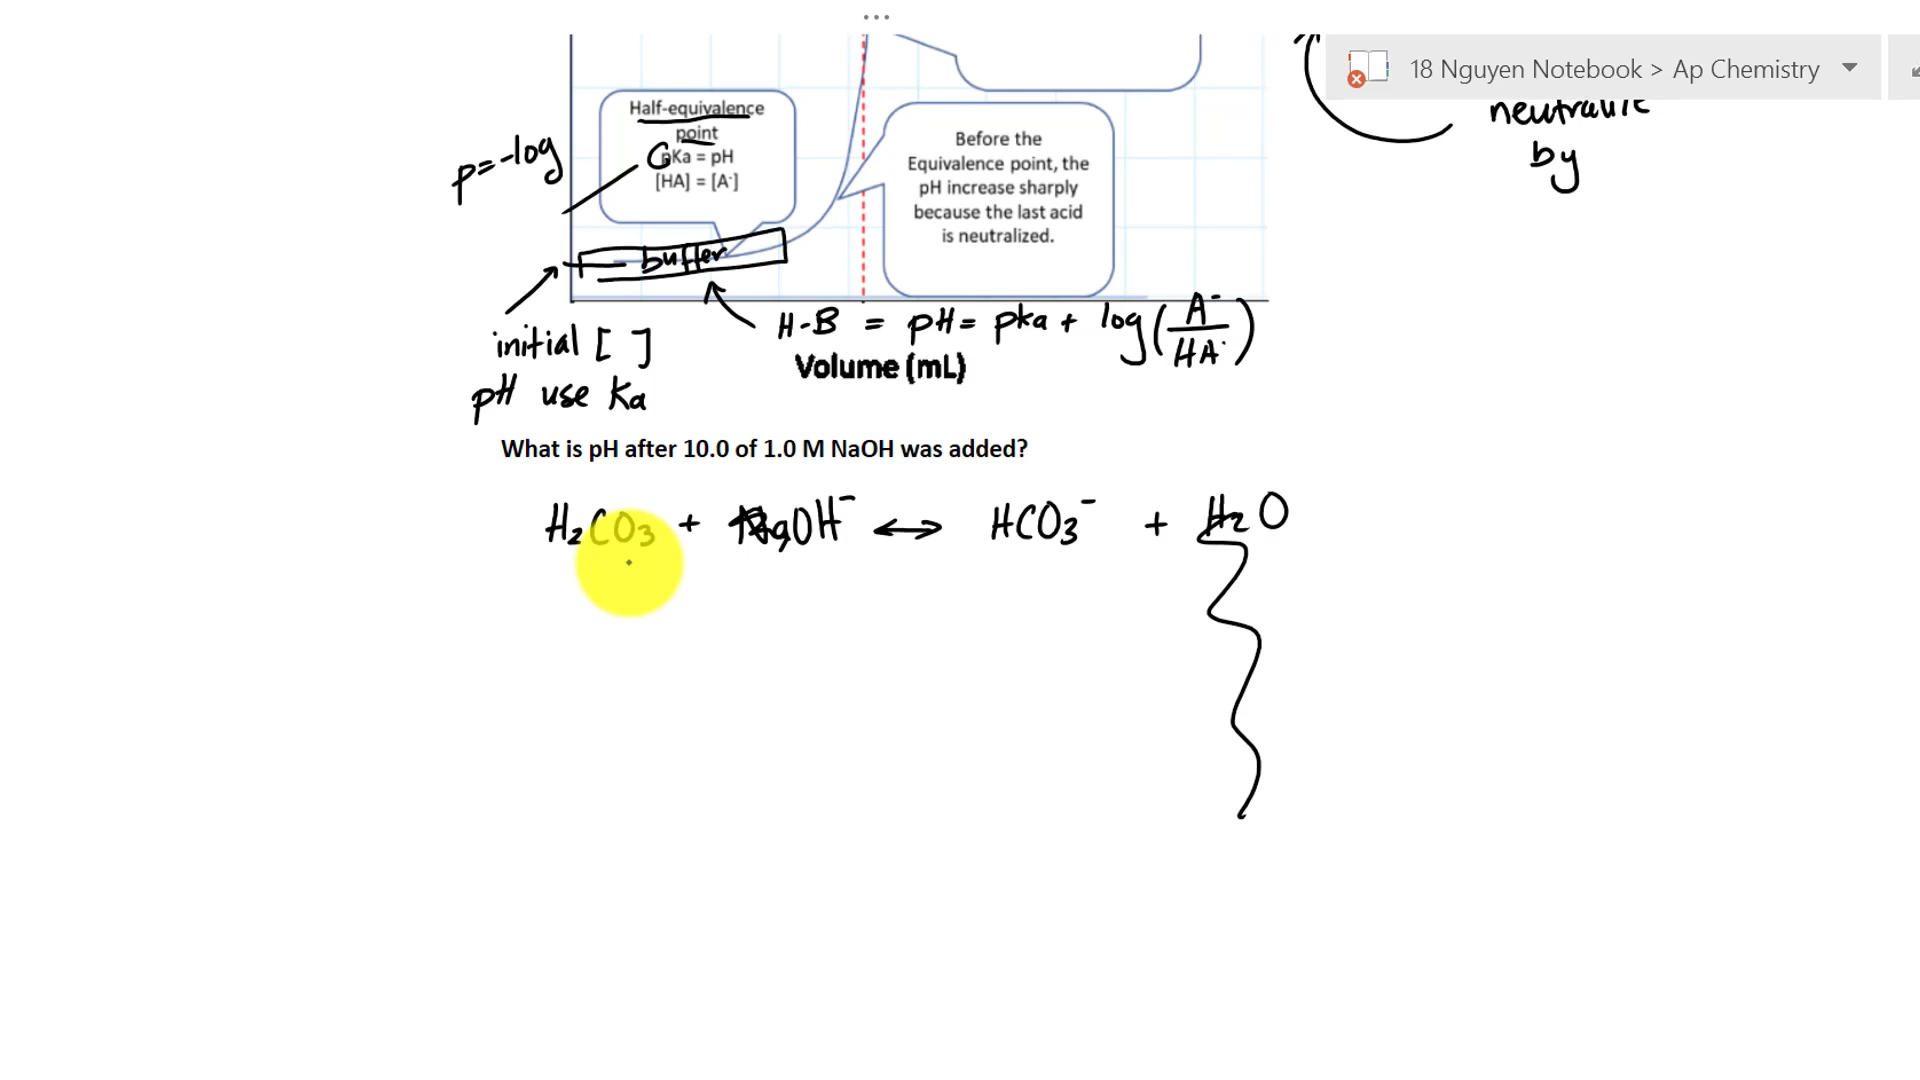 18 Nguyen Notebook > Ap Chemistry
neutralize
by
Half-equivalence
point
pKa = pH
[HA] = [A-]
p=-log
Before the
Equivalence point, the
pH increase sharply
because the last acid
is neutralized.
buffer
initial [ ]
pH use Ka
H-B = pH = pka + log(A-/HA)
Volume (mL)
What is pH after 10.0 of 1.0 M NaOH was added?
H2CO3 + OH- ↔ HCO3- + H2O